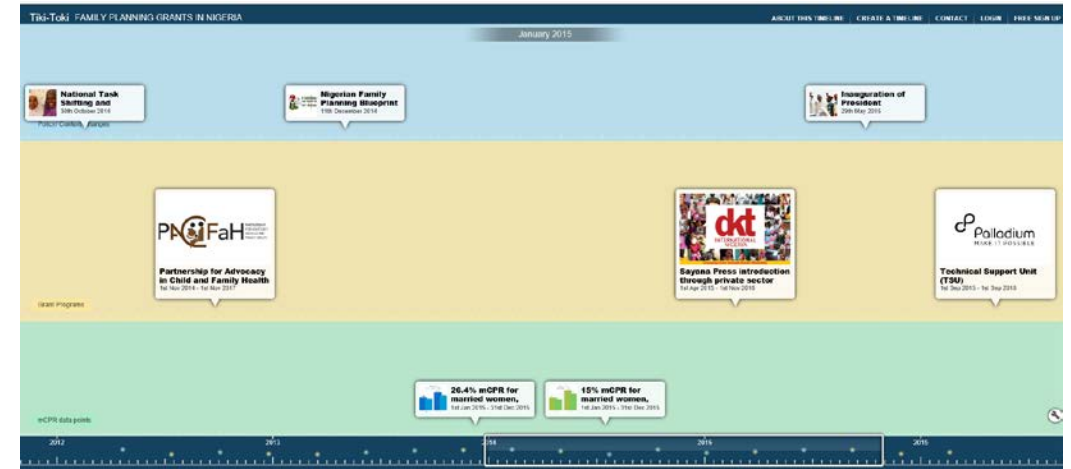 Tiki-Toki FAMILY PLANNING GRANTS IN NIGERIA
ABOUT THIS TIMELINE CREATE A TIMELINE CONTACT LOGIN FREE SIGN UP
January 2015
National Task
Shifting and
30th October 2014
Nigerian Family
Planning Blueprint
11th December 2014
Inauguration of
President
29th May 2015
PACFaH
Partnership for Advocacy
in Child and Family Health
1st Nov 2014 - 1st Nov 2017
dkt
INTERNATIONAL
NIGERIA
Sayana Press introduction
through private sector
1st Apr 2015 - 1st Nov 2016
Palladium
MAKE IT POSSIBLE
Technical Support Unit
(TSU)
1st Sep 2015 - 1st Sep 2018
Grant Programs
26.4% mCPR for
married women,
1st Jan 2015 - 31st Dec 2015
15% mCPR for
married women,
1st Jan 2015 - 31st Dec 2015
mCPR data points
2012 2013